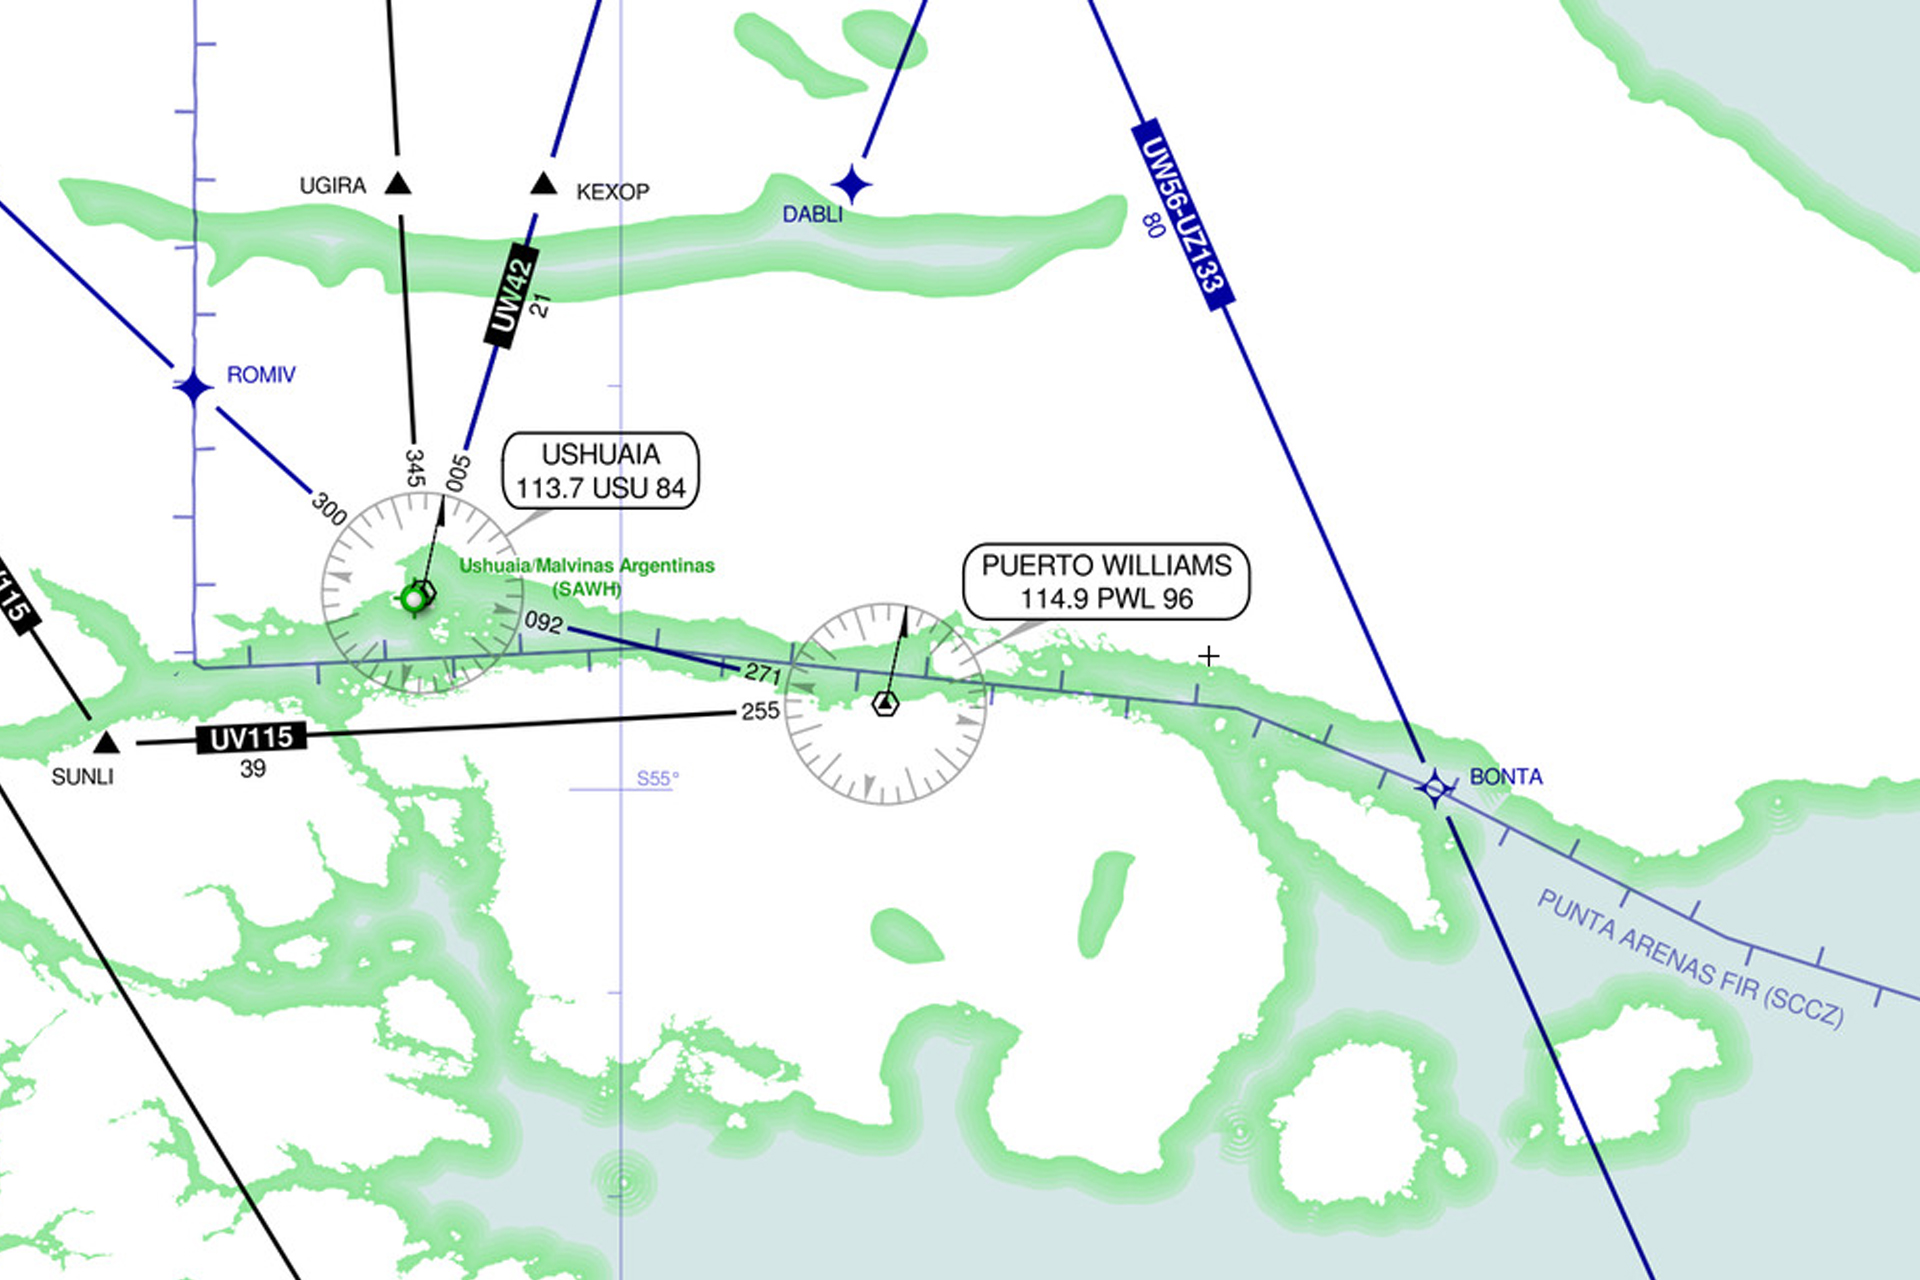 UGIRA
KEXOP
DABLI
UW56-UZ133
80
UW42
21
ROMIV
345
005
300
USHUAIA
113.7 USU 84
Ushuaia/Malvinas Argentinas
(SAWH)
PUERTO WILLIAMS
114.9 PWL 96
092
271
255
UV115
39
SUNLI
S55°
BONTA
PUNTA ARENAS FIR (SCCZ)